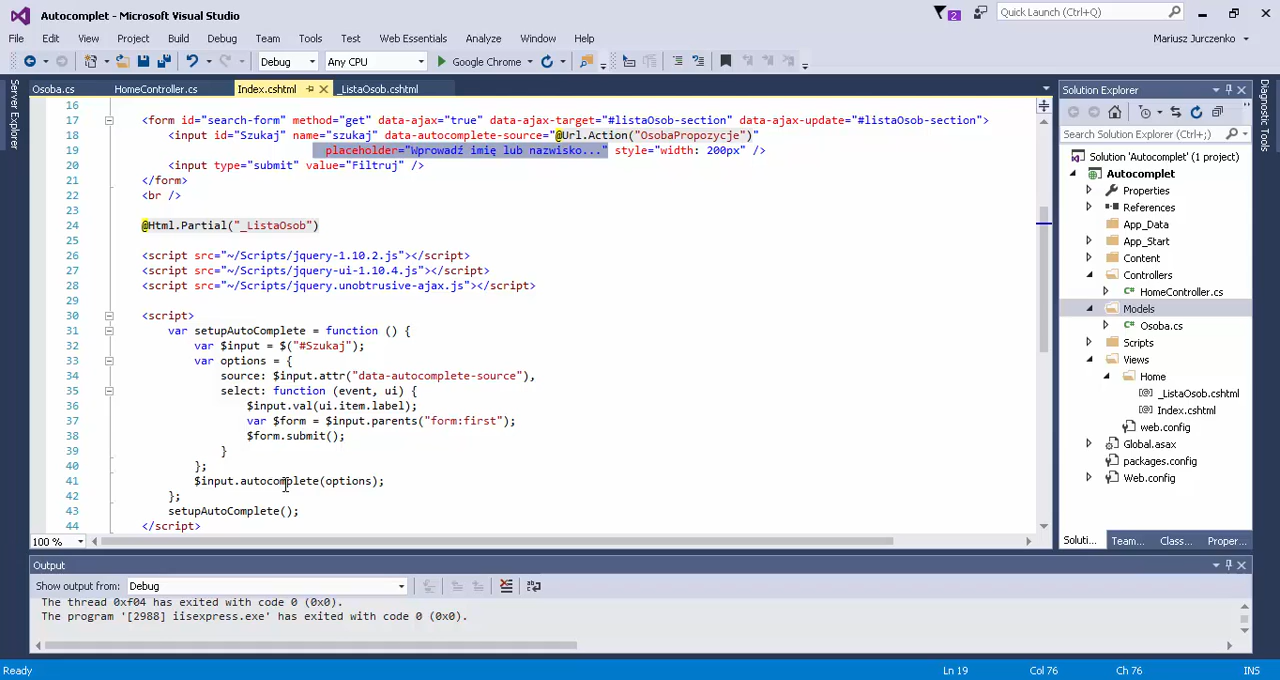 Autocomplet - Microsoft Visual Studio
2
Quick Launch (Ctrl+Q)
File Edit View Project Build Debug Team Tools Test Web Essentials Analyze Window Help
Mariusz Jurczenko
Debug Any CPU Google Chrome
Server Explorer
Osoba.cs HomeController.cs Index.cshtml _ListaOsob.cshtml
16
17 <form id="search-form" method="get" data-ajax="true" data-ajax-target="#listaOsob-section" data-ajax-update="#listaOsob-section">
18 <input id="Szukaj" name="szukaj" data-autocomplete-source="@Url.Action("OsobaPropozycje")"
19 placeholder="Wprowadź imię lub nazwisko..." style="width: 200px" />
20 <input type="submit" value="Filtruj" />
21 </form>
22 <br />
23
24 @Html.Partial("_ListaOsob")
25
26 <script src="~/Scripts/jquery-1.10.2.js"></script>
27 <script src="~/Scripts/jquery-ui-1.10.4.js"></script>
28 <script src="~/Scripts/jquery.unobtrusive-ajax.js"></script>
29
30 <script>
31 var setupAutoComplete = function () {
32 var $input = $("#Szukaj");
33 var options = {
34 source: $input.attr("data-autocomplete-source"),
35 select: function (event, ui) {
36 $input.val(ui.item.label);
37 var $form = $input.parents("form:first");
38 $form.submit();
39 }
40 };
41 $input.autocomplete(options);
42 };
43 setupAutoComplete();
44 </script>
100 %
Solution Explorer
Search Solution Explorer (Ctrl+;)
Solution 'Autocomplet' (1 project)
Autocomplet
Properties
References
App_Data
App_Start
Content
Controllers
HomeController.cs
Models
Osoba.cs
Scripts
Views
Home
_ListaOsob.cshtml
Index.cshtml
web.config
Global.asax
packages.config
Web.config
Soluti... Team... Class... Proper...
Diagnostic Tools
Output
Show output from: Debug
The thread 0xf04 has exited with code 0 (0x0).
The program '[2988] iisexpress.exe' has exited with code 0 (0x0).
Ready Ln 19 Col 76 Ch 76 INS